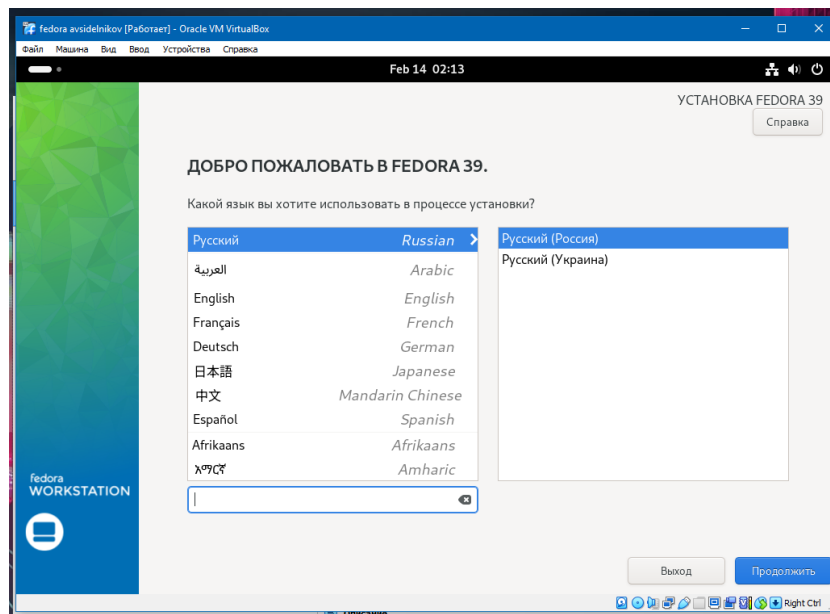 fedora avsidelnikov [Работает] - Oracle VM VirtualBox
Файл Машина Вид Ввод Устройства Справка
Feb 14 02:13
УСТАНОВКА FEDORA 39
Справка
ДОБРО ПОЖАЛОВАТЬ В FEDORA 39.
Какой язык вы хотите использовать в процессе установки?
Русский Russian
العربية Arabic
English English
Français French
Deutsch German
日本語 Japanese
中文 Mandarin Chinese
Español Spanish
Afrikaans Afrikaans
አማርኛ Amharic
Русский (Россия)
Русский (Украина)
fedora
WORKSTATION
Выход
Продолжить
Right Ctrl